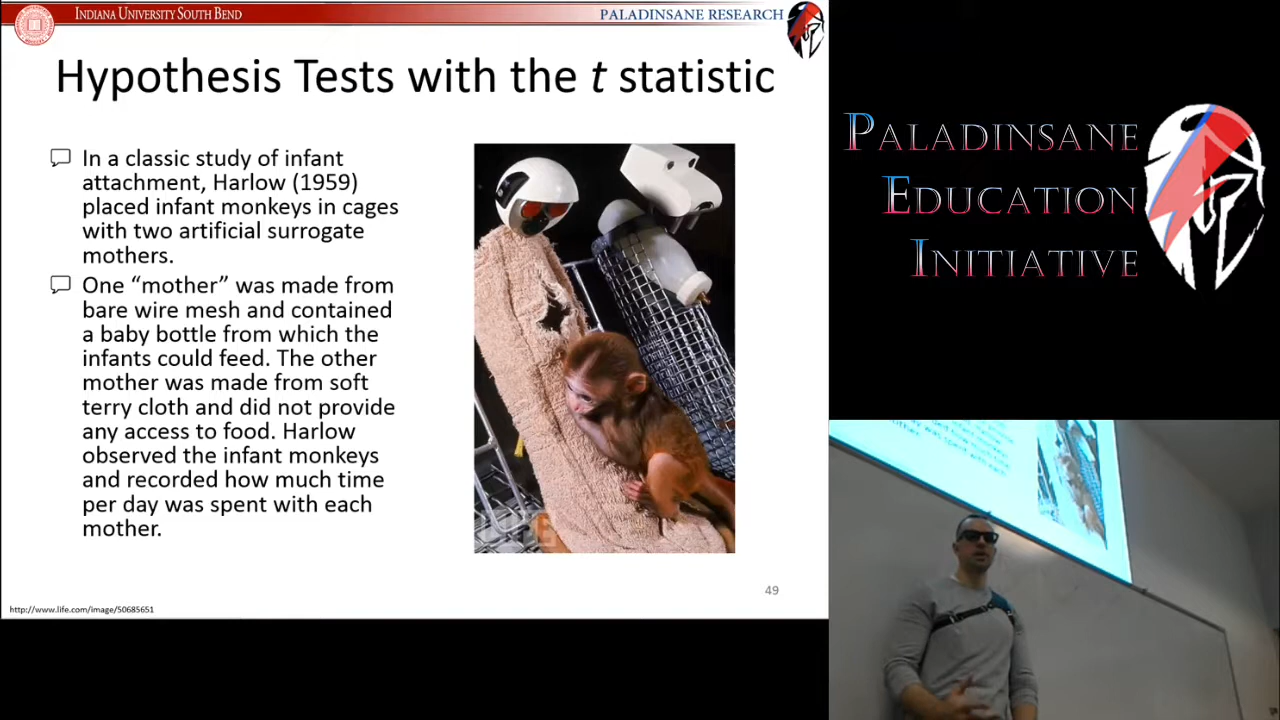 INDIANA UNIVERSITY SOUTH BEND
PALADINSANE RESEARCH
Hypothesis Tests with the t statistic
In a classic study of infant
attachment, Harlow (1959)
placed infant monkeys in cages
with two artificial surrogate
mothers.
One “mother” was made from
bare wire mesh and contained
a baby bottle from which the
infants could feed. The other
mother was made from soft
terry cloth and did not provide
any access to food. Harlow
observed the infant monkeys
and recorded how much time
per day was spent with each
mother.
49
http://www.life.com/image/50685651
PALADINSANE
EDUCATION
INITIATIVE